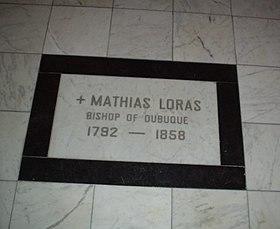 + MATHIAS LORAS
BISHOP OF DUBUQUE
1792 — 1858